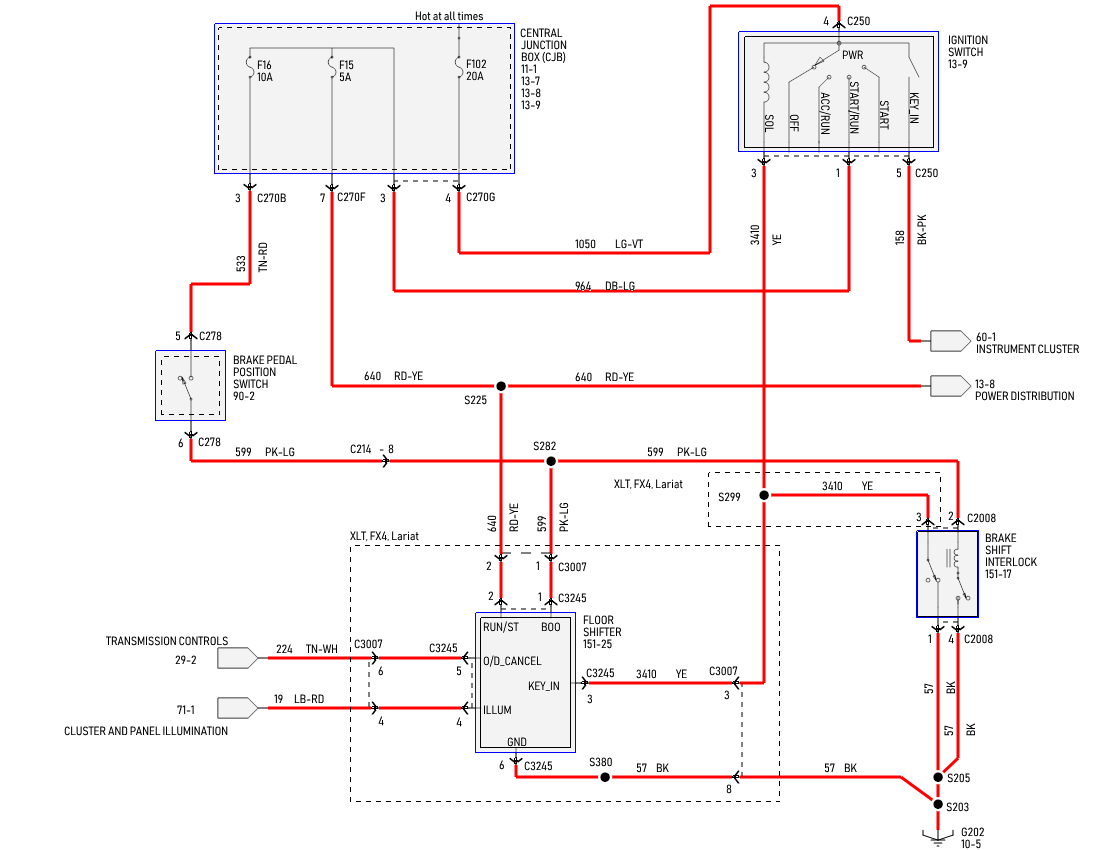 Hot at all times
F16
10A
F15
5A
F102
20A
CENTRAL
JUNCTION
BOX (CJB)
11-1
13-7
13-8
13-9
4 C250
IGNITION
SWITCH
13-9
PWR
SOL
OFF
ACC/RUN
START/RUN
START
KEY_IN
3 C270B
7 C270F
3
4 C270G
3
1
5 C250
533 TN-RD
1050 LG-VT
964 DB-LG
3410 YE
158 BK-PK
5 C278
BRAKE PEDAL
POSITION
SWITCH
90-2
6 C278
60-1
INSTRUMENT CLUSTER
640 RD-YE
S225
640 RD-YE
13-8
POWER DISTRIBUTION
599 PK-LG
C214 - 8
S282
599 PK-LG
XLT, FX4, Lariat
S299
3410 YE
3
2 C2008
BRAKE
SHIFT
INTERLOCK
151-17
1
4 C2008
640 RD-YE
599 PK-LG
XLT, FX4, Lariat
2
1 C3007
2
1 C3245
RUN/ST
BOO
FLOOR
SHIFTER
151-25
TRANSMISSION CONTROLS
29-2
224 TN-WH
C3007
6
C3245
5
O/D_CANCEL
KEY_IN
C3245
3
3410 YE
C3007
3
71-1
CLUSTER AND PANEL ILLUMINATION
19 LB-RD
4
4
ILLUM
GND
6 C3245
S380
57 BK
8
57 BK
57 BK
57 BK
S205
S203
G202
10-5